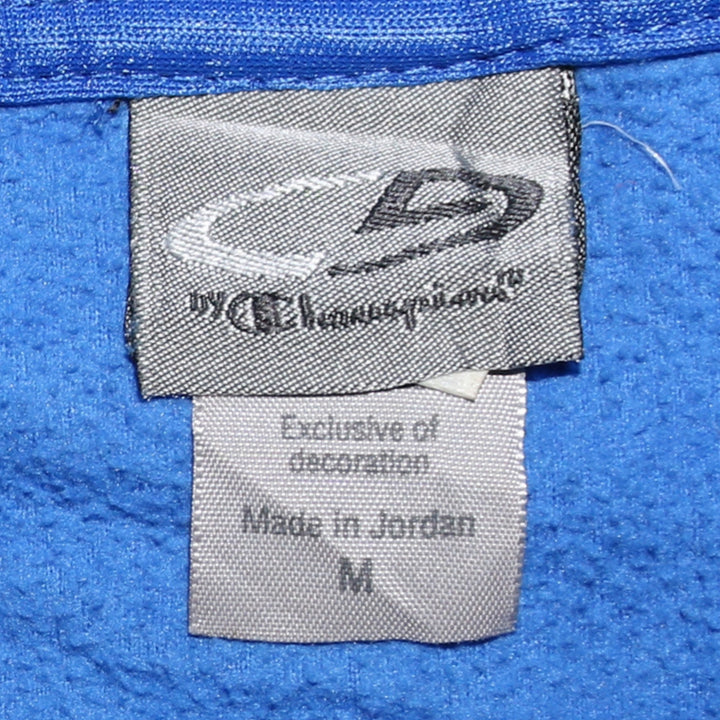 by Champion
Exclusive of
decoration
Made in Jordan
M